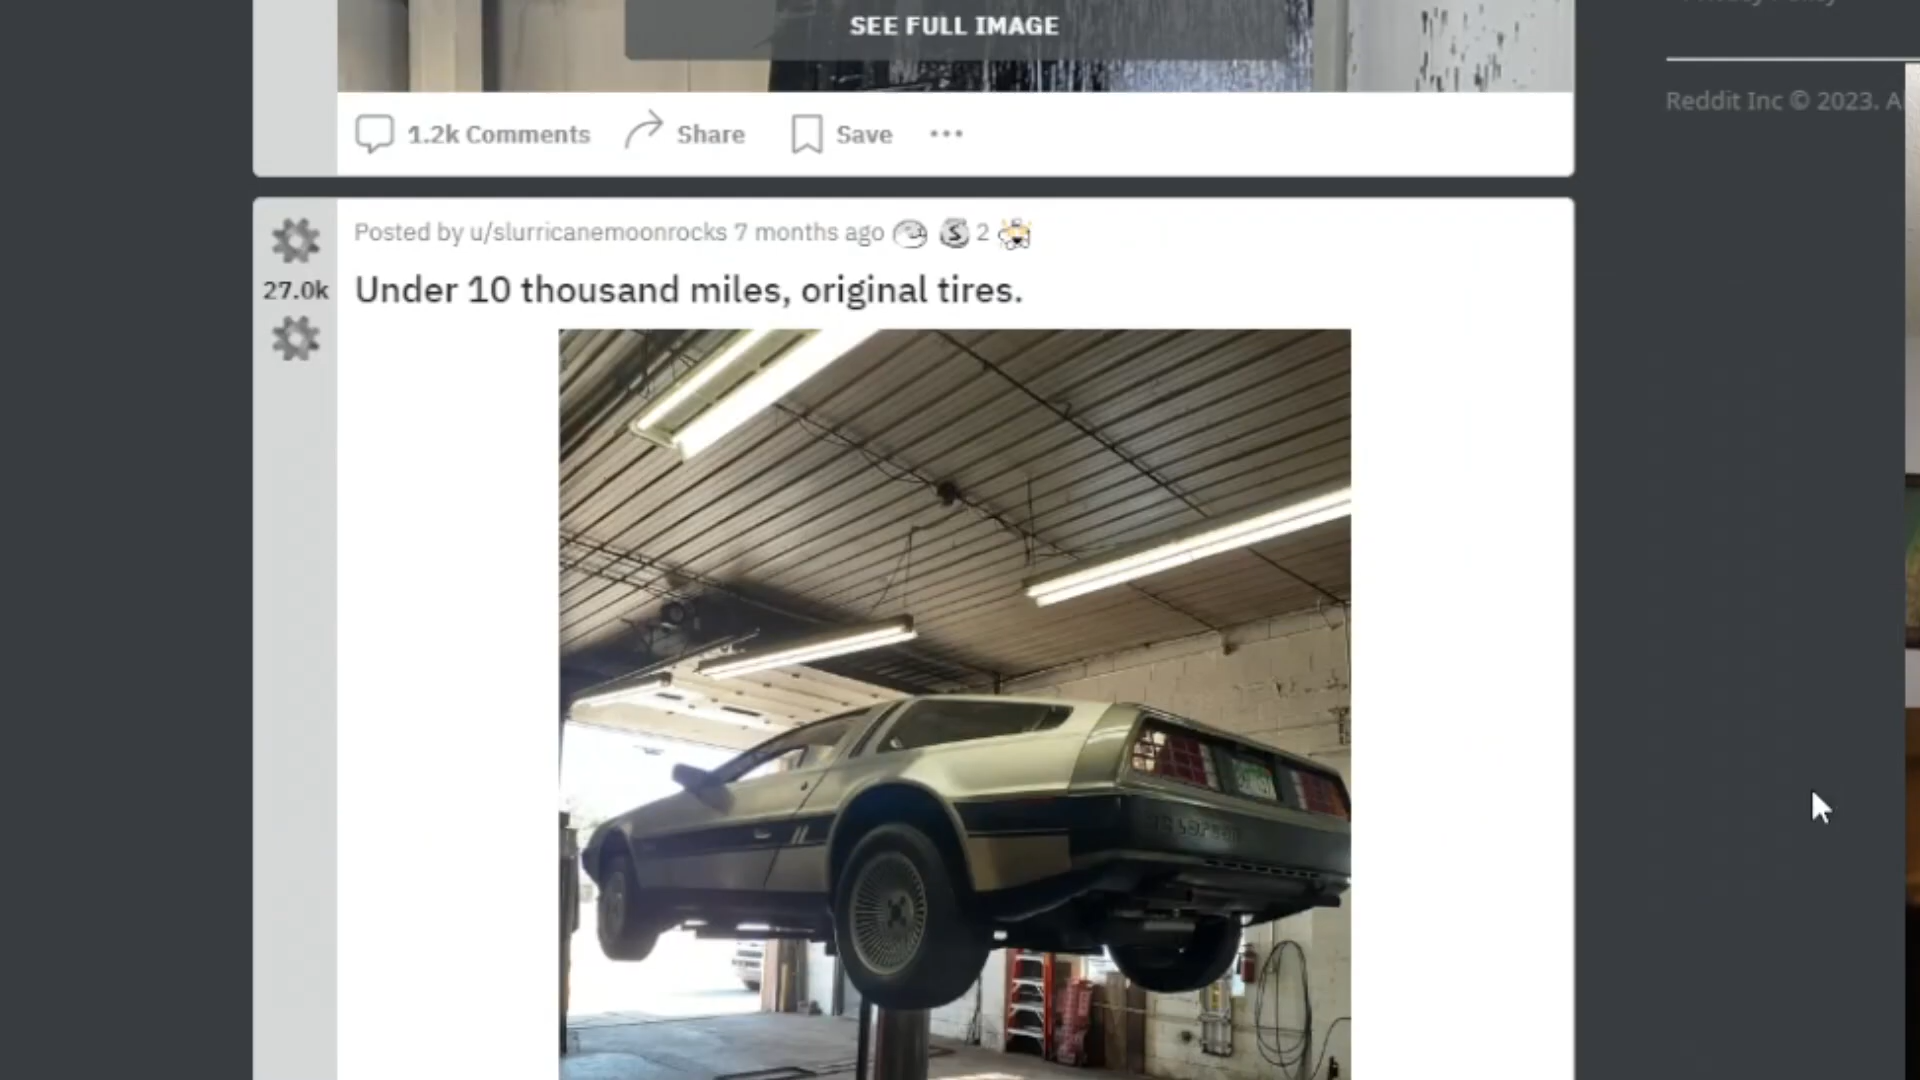 SEE FULL IMAGE
1.2k Comments Share Save
Reddit Inc © 2023. A
Posted by u/slurricanemoonrocks 7 months ago 2
27.0k
Under 10 thousand miles, original tires.